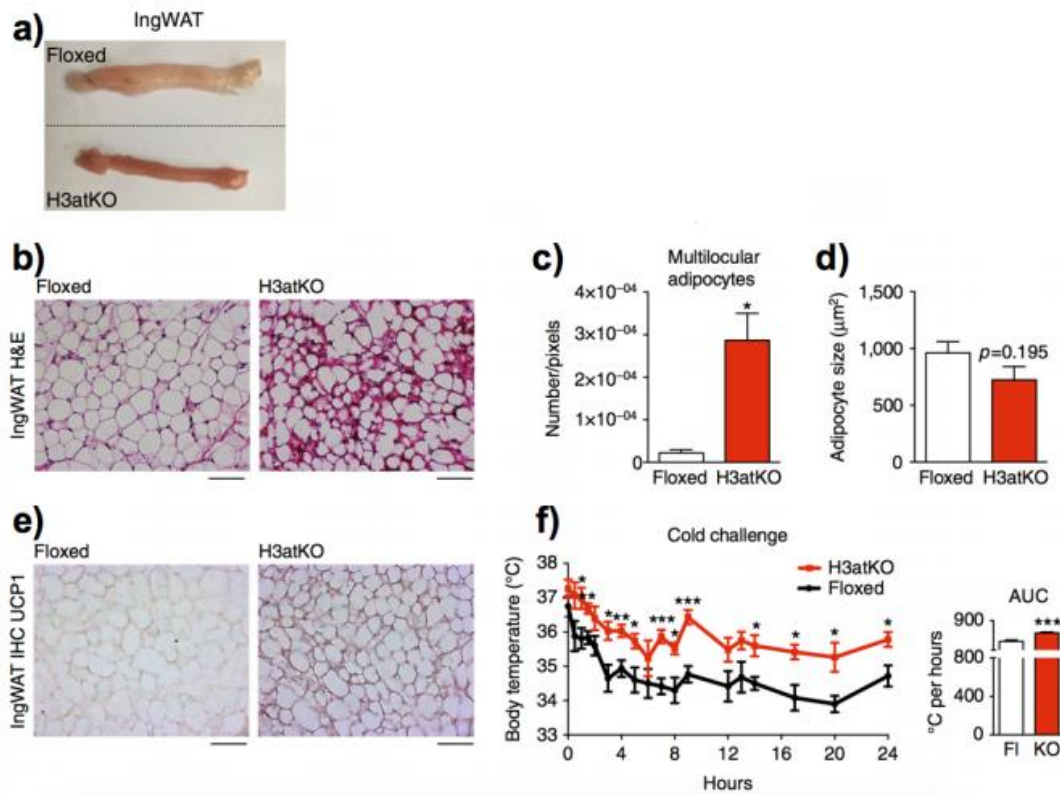 a)
IngWAT
Floxed
H3atKO
b)
Floxed
H3atKO
IngWAT H&E
c)
Multilocular
adipocytes
Number/pixels
4×10⁻⁰⁴
3×10⁻⁰⁴
2×10⁻⁰⁴
1×10⁻⁰⁴
0
*
Floxed H3atKO
d)
Adipocyte size (μm²)
1,500
1,000
500
0
p=0.195
Floxed H3atKO
e)
Floxed
H3atKO
IngWAT IHC UCP1
f)
Cold challenge
H3atKO
Floxed
Body temperature (°C)
38
37
36
35
34
33
0 4 8 12 16 20 24
Hours
AUC
***
°C per hours
900
800
400
0
Fl KO